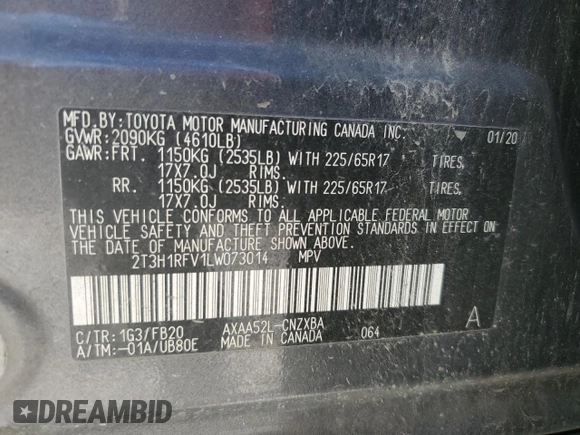 MFD.BY:TOYOTA MOTOR MANUFACTURING CANADA INC. 01/20
GVWR:2090KG (4610LB)
GAWR:FRT. 1150KG (2535LB) WITH 225/65R17 TIRES,
17X7.0J RIMS.
RR. 1150KG (2535LB) WITH 225/65R17 TIRES,
17X7.0J RIMS.
THIS VEHICLE CONFORMS TO ALL APPLICABLE FEDERAL MOTOR
VEHICLE SAFETY AND THEFT PREVENTION STANDARDS IN EFFECT ON
THE DATE OF MANUFACTURE SHOWN ABOVE.
2T3H1RFV1LW073014 MPV
C/TR:1G3/FB20 AXAA52L-CNZXBA 064 A
A/TM:-01A/UB80E MADE IN CANADA
DREAMBID